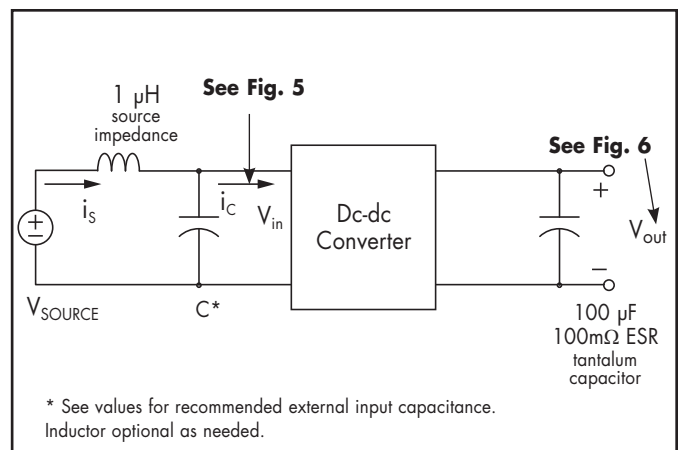 1 µH
source
impedance
See Fig. 5
See Fig. 6
i_S
i_C
V_in
Dc-dc
Converter
+
V_out
−
V_SOURCE
C*
100 µF
100mΩ ESR
tantalum
capacitor
* See values for recommended external input capacitance.
Inductor optional as needed.